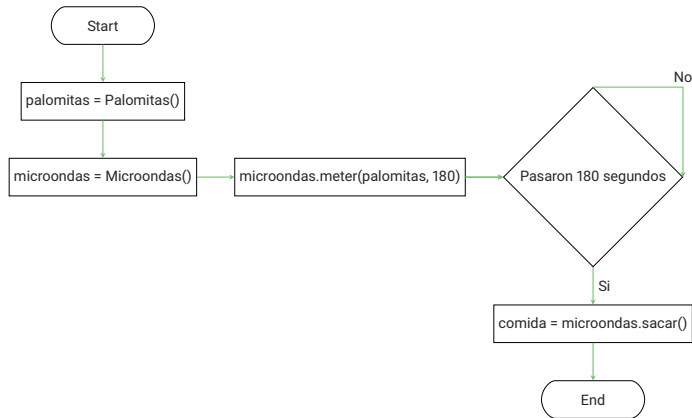 Start
palomitas = Palomitas()
microondas = Microondas()
microondas.meter(palomitas, 180)
Pasaron 180 segundos
No
Si
comida = microondas.sacar()
End